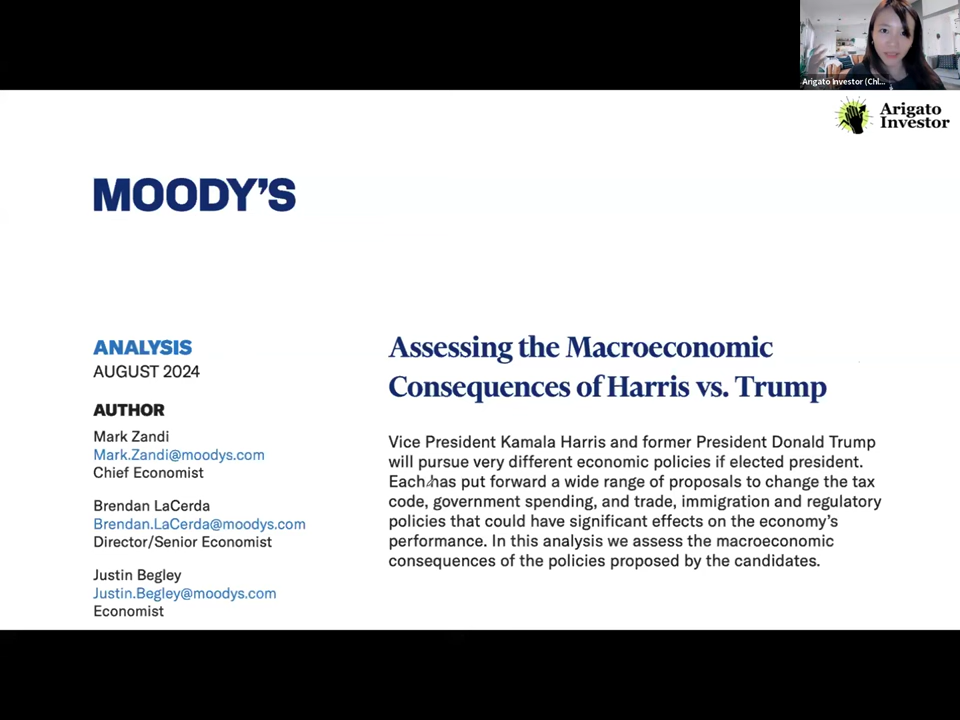 Arigato Investor (Chl...
Arigato
Investor
MOODY'S
ANALYSIS
AUGUST 2024
AUTHOR
Mark Zandi
Mark.Zandi@moodys.com
Chief Economist
Brendan LaCerda
Brendan.LaCerda@moodys.com
Director/Senior Economist
Justin Begley
Justin.Begley@moodys.com
Economist
Assessing the Macroeconomic
Consequences of Harris vs. Trump
Vice President Kamala Harris and former President Donald Trump
will pursue very different economic policies if elected president.
Each has put forward a wide range of proposals to change the tax
code, government spending, and trade, immigration and regulatory
policies that could have significant effects on the economy's
performance. In this analysis we assess the macroeconomic
consequences of the policies proposed by the candidates.